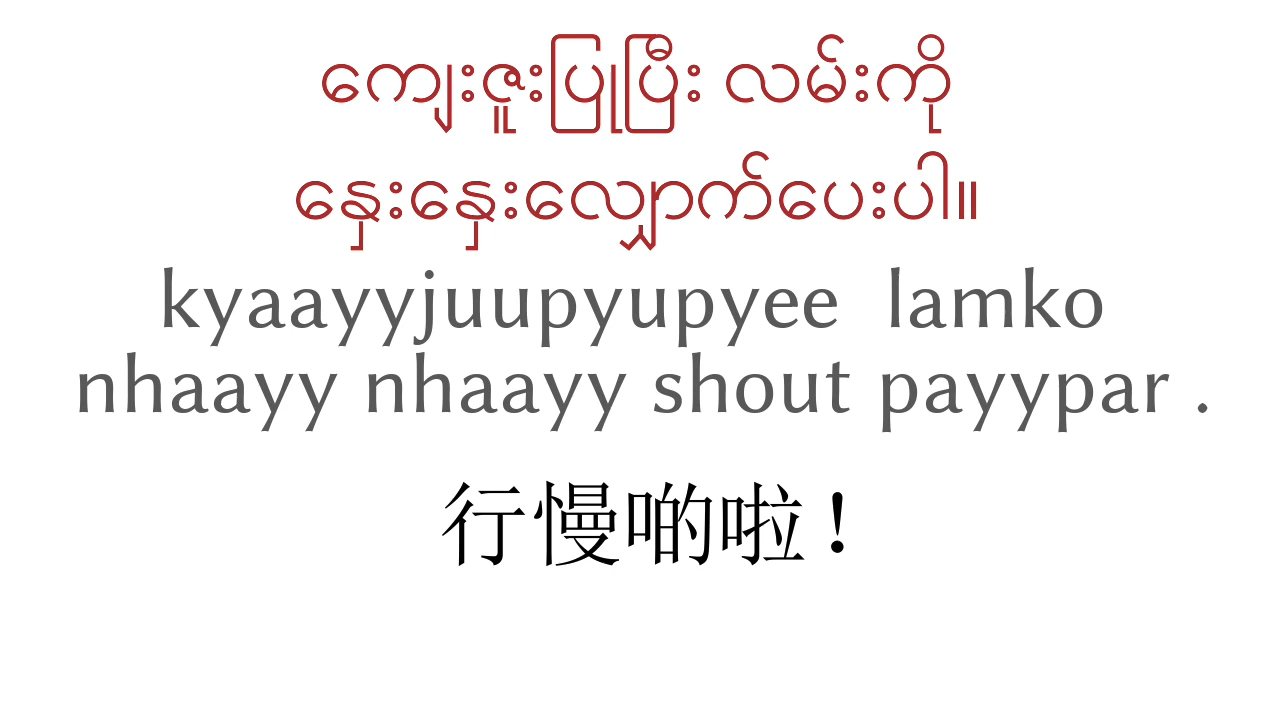 ကျေးဇူးပြုပြီး လမ်းကို
နှေးနှေးလျှောက်ပေးပါ။
kyaayyjuupyupyee lamko
nhaayy nhaayy shout payypar .
行慢啲啦！